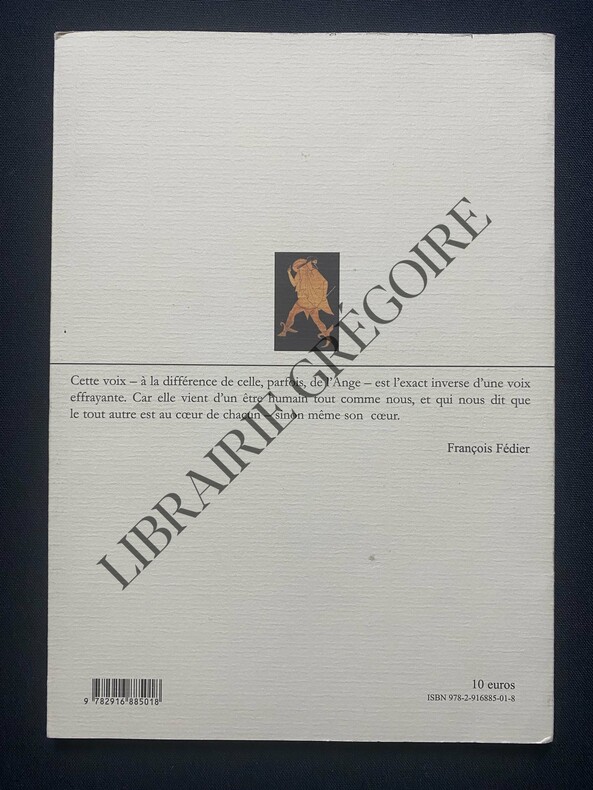 Cette voix – à la différence de celle, parfois, de l'Ange – est l'exact inverse d'une voix
effrayante. Car elle vient d'un être humain tout comme nous, et qui nous dit que
le tout autre est au cœur de chacun – sinon même son cœur.
François Fédier
LIBRAIRIE GRÉGOIRE
10 euros
ISBN 978-2-916885-01-8
9 782916 885018